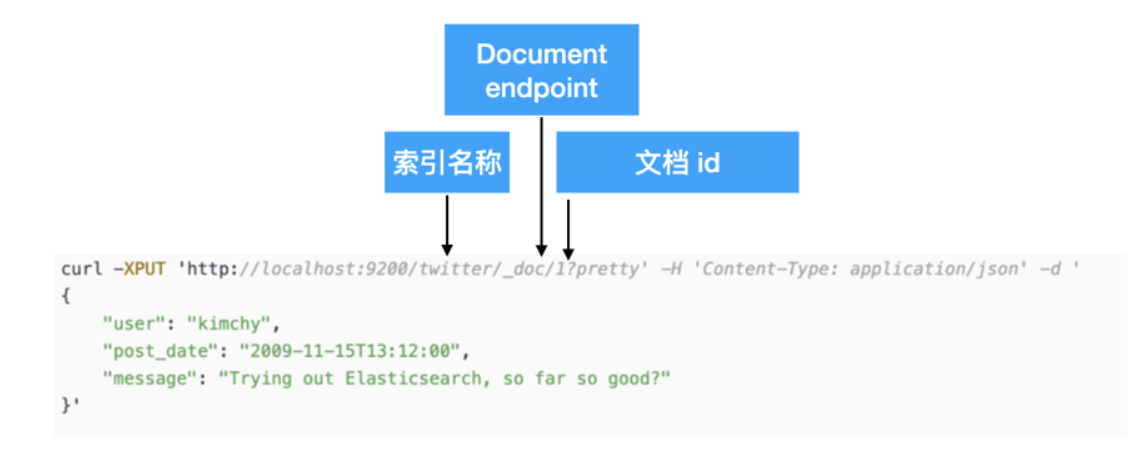 Document
endpoint
索引名称
文档 id
curl -XPUT 'http://localhost:9200/twitter/_doc/1?pretty' -H 'Content-Type: application/json' -d '
{
    "user": "kimchy",
    "post_date": "2009-11-15T13:12:00",
    "message": "Trying out Elasticsearch, so far so good?"
}'